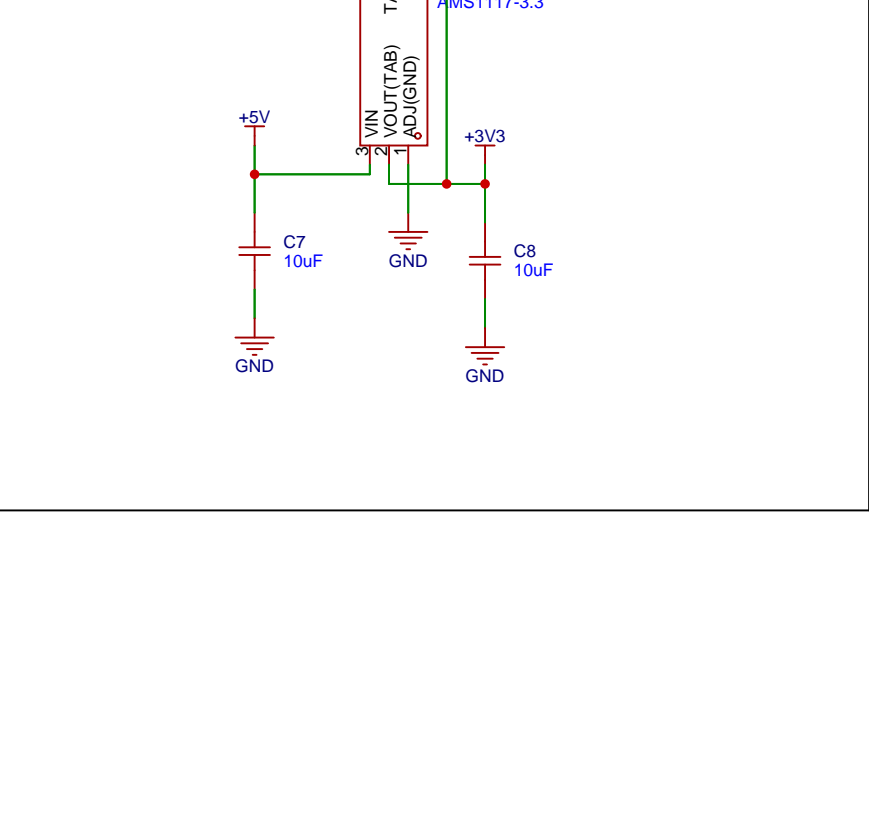 AMS1117-3.3
VIN
VOUT(TAB)
ADJ(GND)
3
2
1
+5V
+3V3
C7
10uF
GND
C8
10uF
GND
GND